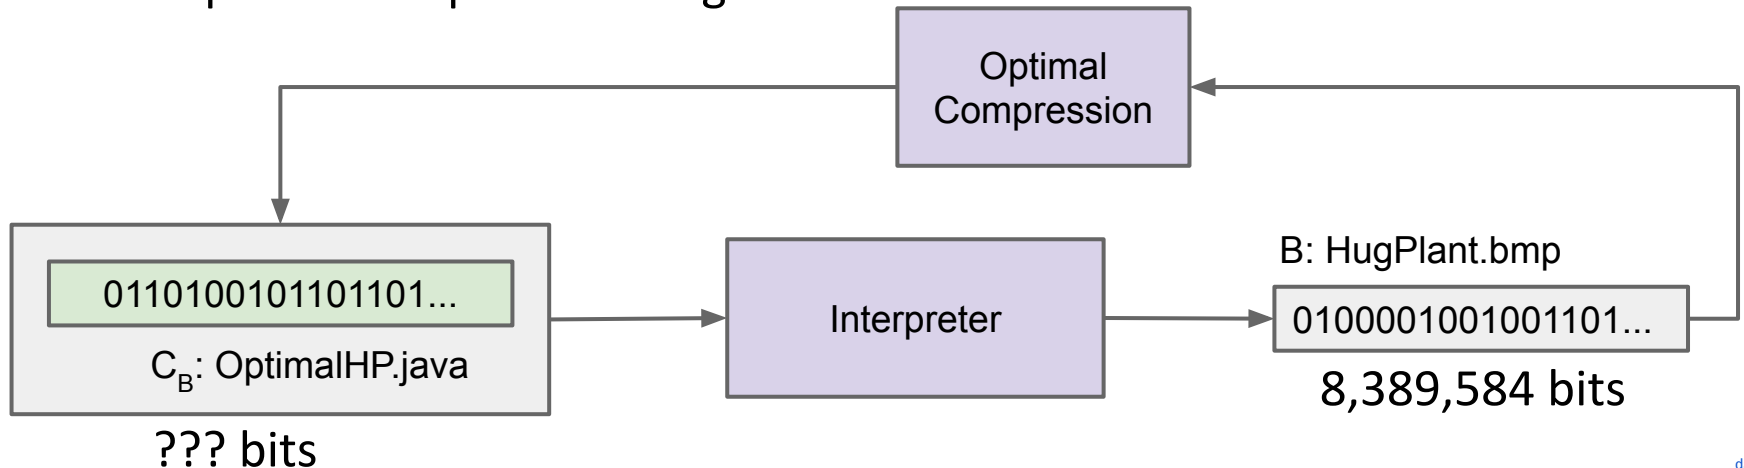 Optimal
Compression
B: HugPlant.bmp
0110100101101101...
Interpreter
0100001001001101...
C_B: OptimalHP.java
8,389,584 bits
??? bits
d